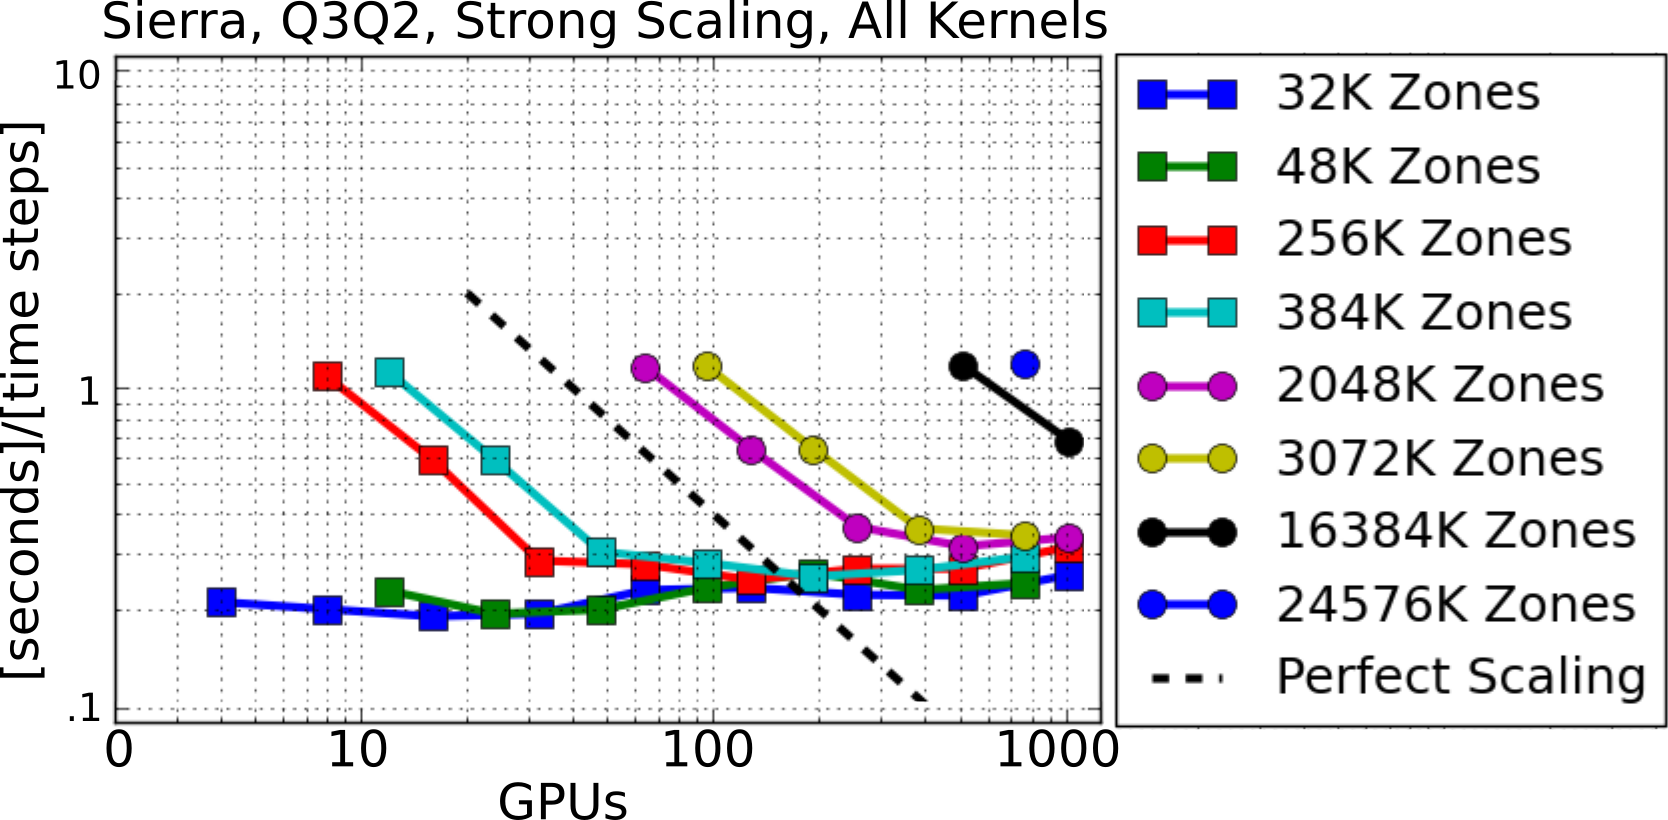 Sierra, Q3Q2, Strong Scaling, All Kernels
[seconds]/[time steps]
10
1
.1
0 10 100 1000
GPUs
32K Zones
48K Zones
256K Zones
384K Zones
2048K Zones
3072K Zones
16384K Zones
24576K Zones
Perfect Scaling